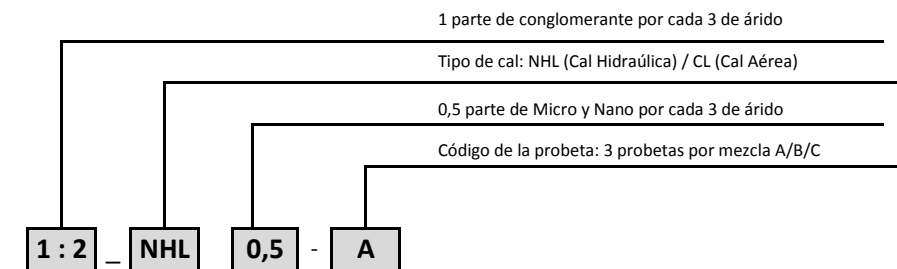 1 parte de conglomerante por cada 3 de árido
Tipo de cal: NHL (Cal Hidraúlica) / CL (Cal Aérea)
0,5 parte de Micro y Nano por cada 3 de árido
Código de la probeta: 3 probetas por mezcla A/B/C
1 : 2 _ NHL 0,5 - A